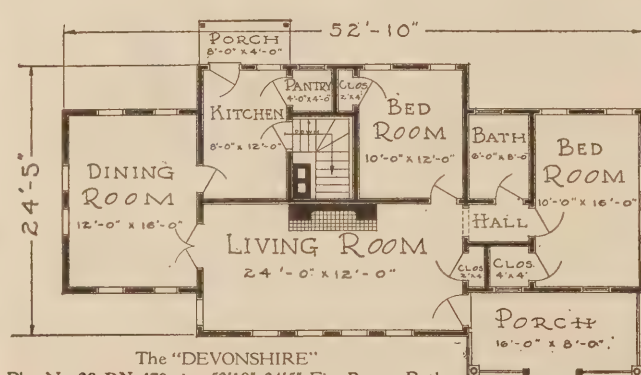 52'-10"
PORCH
8'-0" x 4'-0"
PANTRY
4'-0" x 4'-0"
CLOS
2'x4'
KITCHEN
8'-0" x 12'-0"
DOWN
BED
ROOM
10'-0" x 12'-0"
BATH
6'-0" x 8'-0"
BED
ROOM
10'-0" x 16'-0"
24'-5"
DINING
ROOM
12'-0" x 16'-0"
HALL
LIVING ROOM
24'-0" x 12'-0"
CLOS
2'x4'
CLOS.
4'x4'
PORCH
16'-0" x 8'-0".
The "DEVONSHIRE"